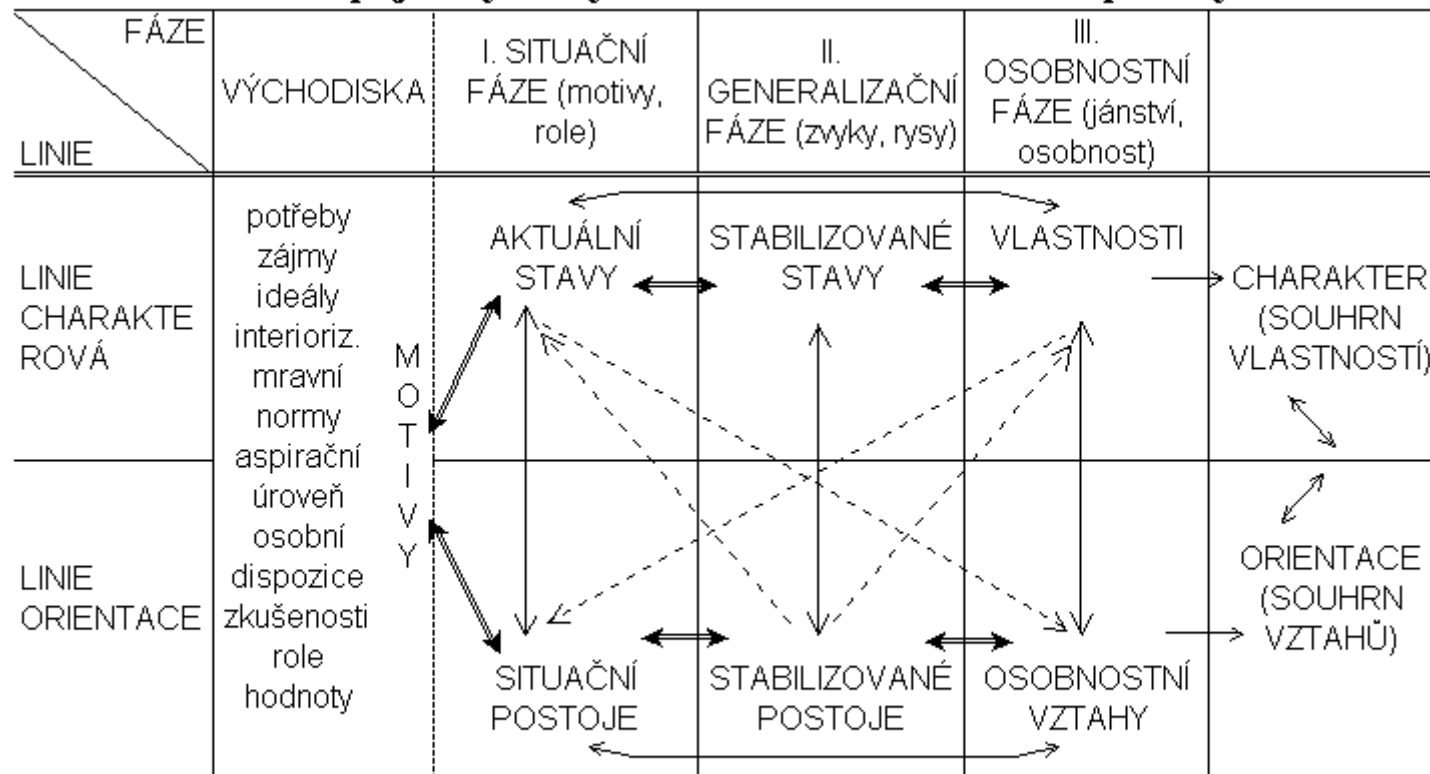 FÁZE
LINIE
VÝCHODISKA
I. SITUAČNÍ
FÁZE (motivy,
role)
II.
GENERALIZAČNÍ
FÁZE (zvyky, rysy)
III.
OSOBNOSTNÍ
FÁZE (jánství,
osobnost)
LINIE
CHARAKTE
ROVÁ
potřeby
zájmy
ideály
interioriz.
mravní
normy
aspirační
úroveň
osobní
dispozice
zkušenosti
role
hodnoty
M
O
T
I
V
Y
AKTUÁLNÍ
STAVY
STABILIZOVANÉ
STAVY
VLASTNOSTI
CHARAKTER
(SOUHRN
VLASTNOSTÍ)
LINIE
ORIENTACE
SITUAČNÍ
POSTOJE
STABILIZOVANÉ
POSTOJE
OSOBNOSTNÍ
VZTAHY
ORIENTACE
(SOUHRN
VZTAHŮ)